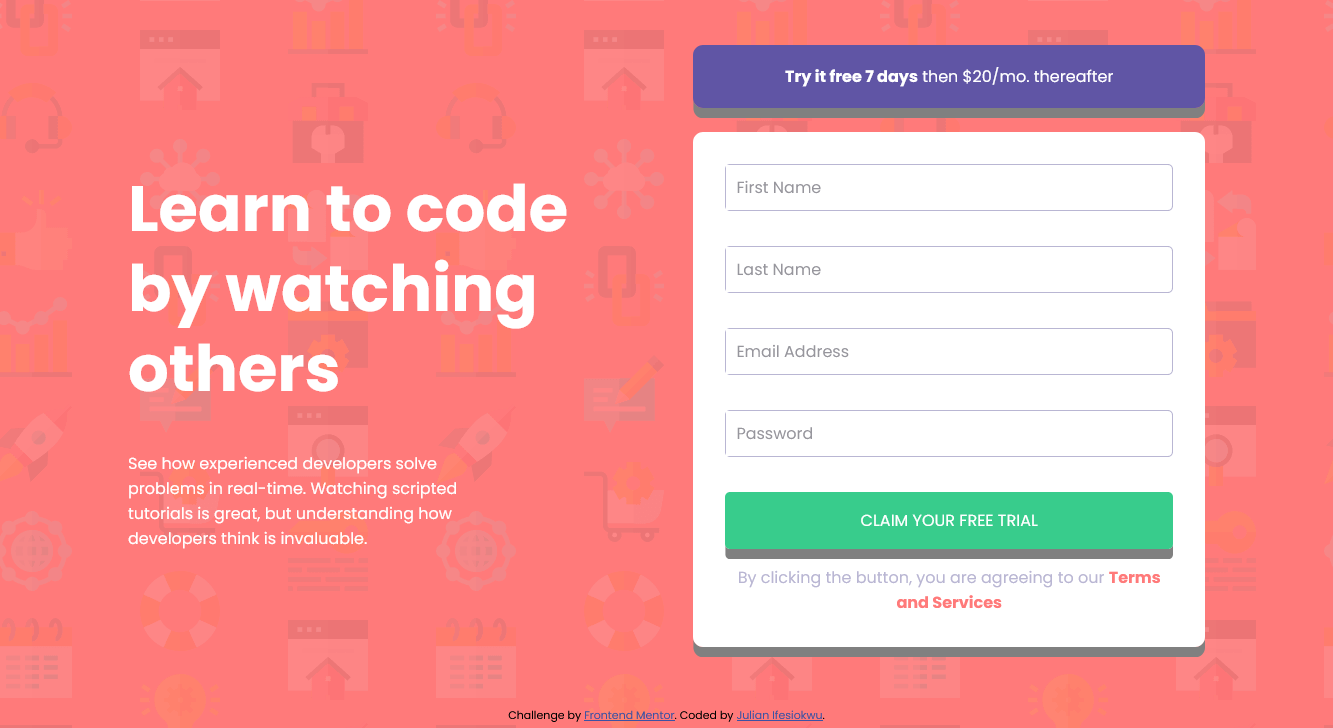 Learn to code
by watching
others
See how experienced developers solve
problems in real-time. Watching scripted
tutorials is great, but understanding how
developers think is invaluable.
Try it free 7 days then $20/mo. thereafter
First Name
Last Name
Email Address
Password
CLAIM YOUR FREE TRIAL
By clicking the button, you are agreeing to our Terms
and Services
Challenge by Frontend Mentor. Coded by Julian Ifesiokwu.